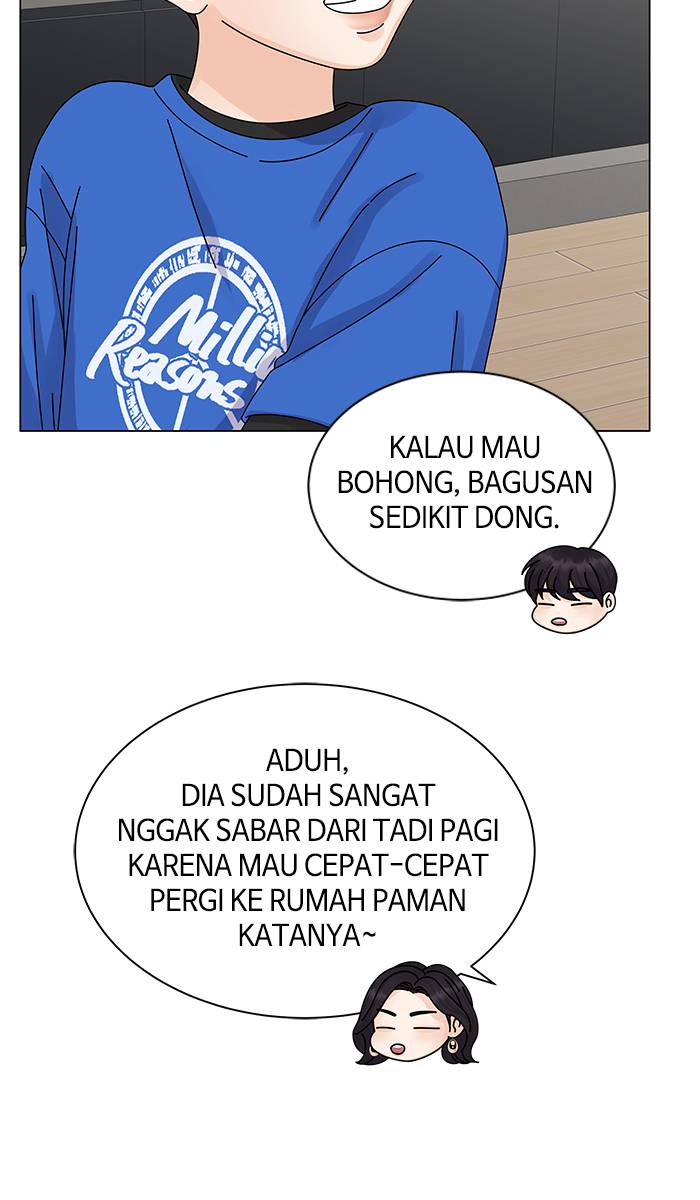 Reasons
KALAU MAU
BOHONG, BAGUSAN
SEDIKIT DONG.
ADUH,
DIA SUDAH SANGAT
NGGAK SABAR DARI TADI PAGI
KARENA MAU CEPAT-CEPAT
PERGI KE RUMAH PAMAN
KATANYA~